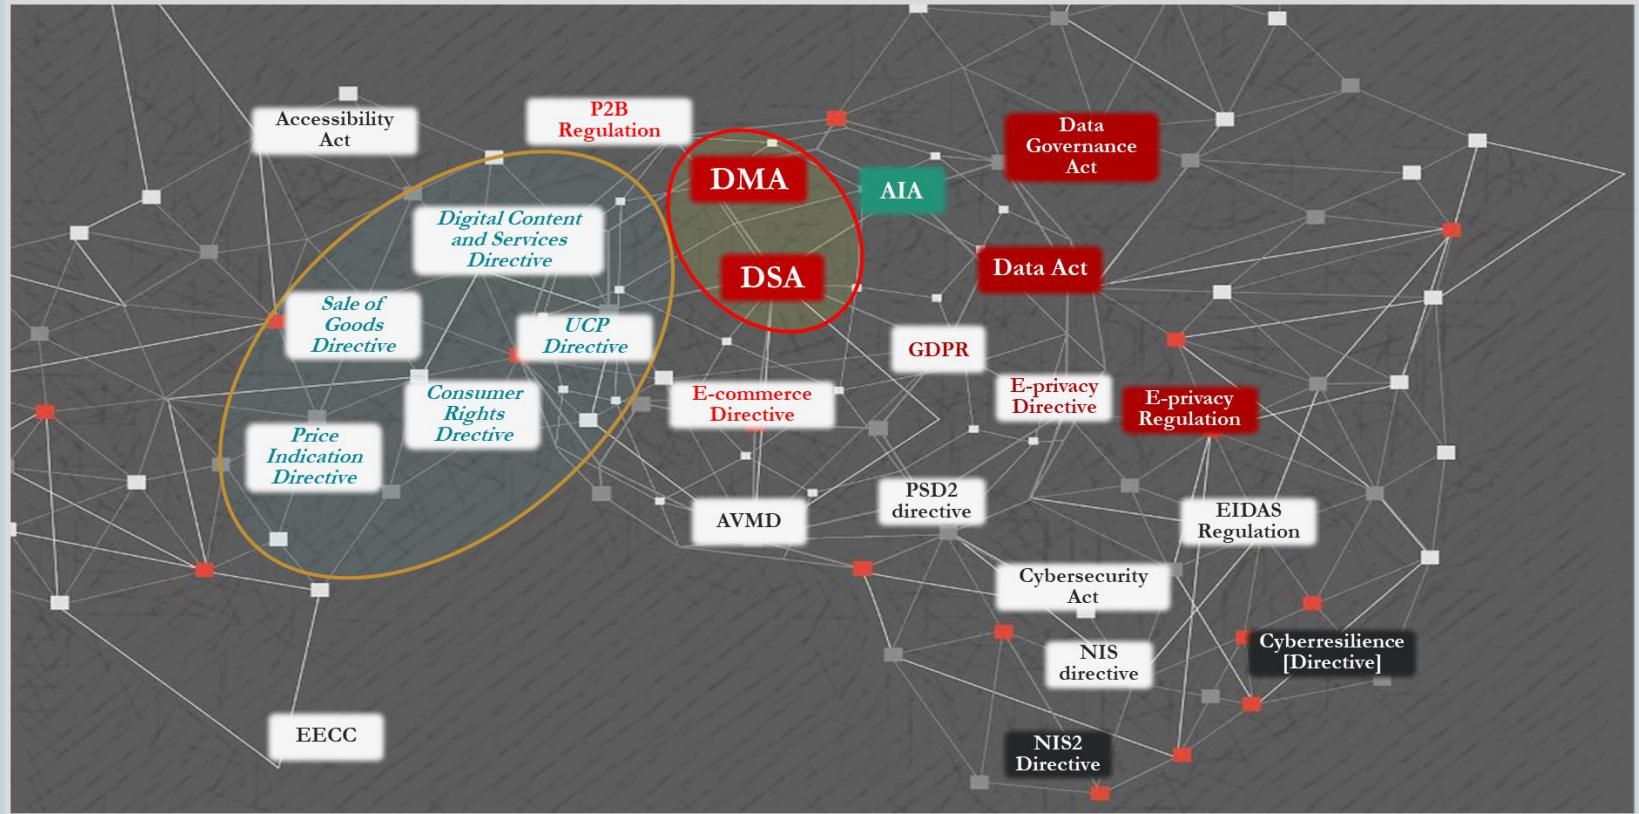 Accessibility
Act
P2B
Regulation
Data
Governance
Act
DMA
AIA
Digital Content
and Services
Directive
DSA
Data Act
Sale of
Goods
Directive
UCP
Directive
GDPR
E-privacy
Directive
E-privacy
Regulation
E-commerce
Directive
Consumer
Rights
Drective
Price
Indication
Directive
PSD2
directive
AVMD
EIDAS
Regulation
Cybersecurity
Act
NIS
directive
Cyberresilience
[Directive]
EECC
NIS2
Directive